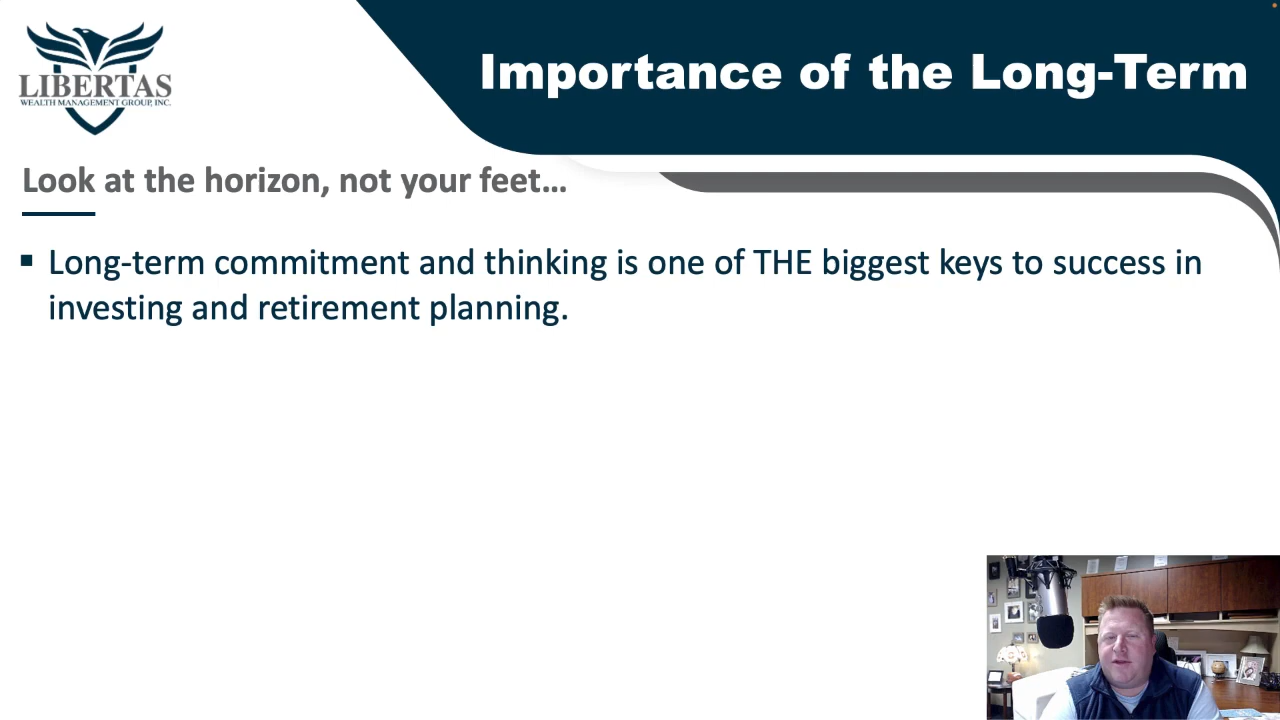 LIBERTAS
WEALTH MANAGEMENT GROUP, INC.
Importance of the Long-Term
Look at the horizon, not your feet…
▪ Long-term commitment and thinking is one of THE biggest keys to success in
investing and retirement planning.